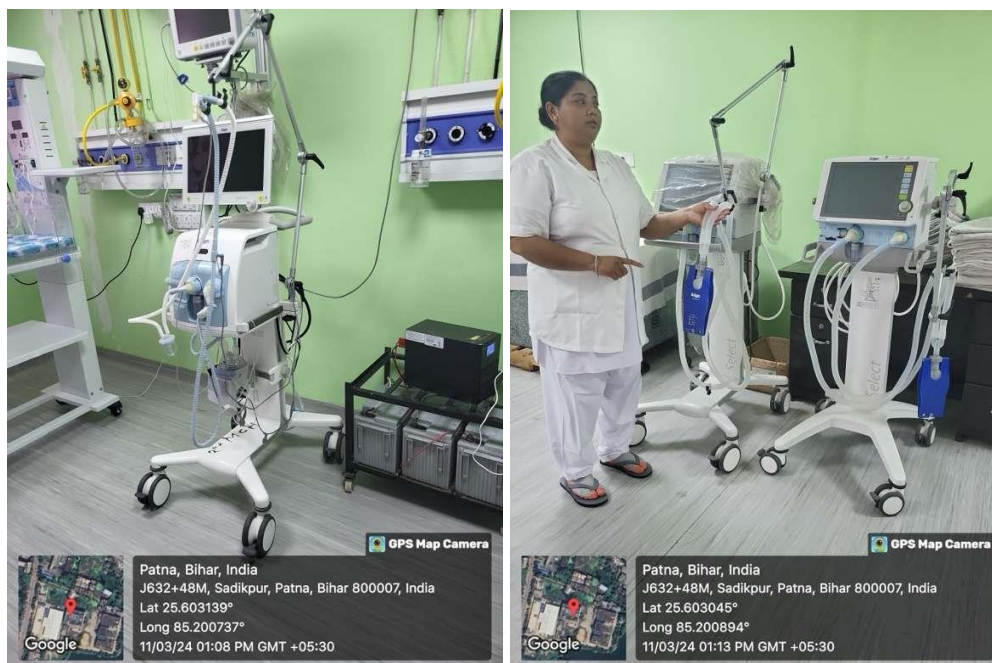 GPS Map Camera
Patna, Bihar, India
J632+48M, Sadikpur, Patna, Bihar 800007, India
Lat 25.603139°
Long 85.200737°
11/03/24 01:08 PM GMT +05:30
Google
Select
Select
GPS Map Camera
Patna, Bihar, India
J632+48M, Sadikpur, Patna, Bihar 800007, India
Lat 25.603045°
Long 85.200894°
11/03/24 01:13 PM GMT +05:30
Google